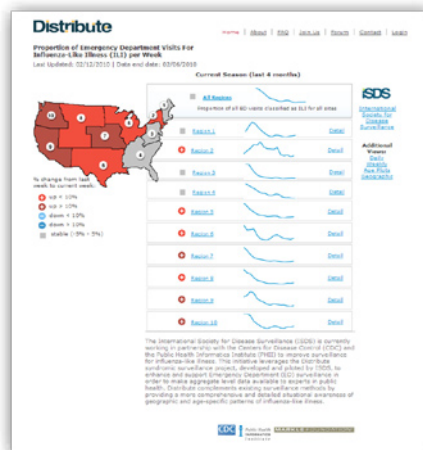 Distribute
Home | About | FAQ | Join Us | Forum | Contact | Login
Proportion of Emergency Department Visits For
Influenza-Like Illness (ILI) per Week
Last Updated: 02/12/2010 | Data end date: 02/06/2010
Current Season (last 4 months)
All Region
Proportion of all ED visits classified as ILI for all sites
ISDS
International
Society for
Disease
Surveillance
Additional
Views:
Daily
Weekly
Age Plots
Geography
Region 1 Detail
Region 2 Detail
Region 3 Detail
Region 4 Detail
Region 5 Detail
Region 6 Detail
Region 7 Detail
Region 8 Detail
Region 9 Detail
Region 10 Detail
% change from last
week to current week:
up < 10%
up > 10%
down < 10%
down > 10%
stable (-5% - 5%)
The International Society for Disease Surveillance (ISDS) is currently
working in partnership with the Centers for Disease Control (CDC) and
the Public Health Informatics Institute (PHII) to improve surveillance
for influenza-like illness. This initiative leverages the Distribute
syndromic surveillance project, developed and piloted by ISDS, to
enhance and support Emergency Department (ED) surveillance in
order to make aggregate level data available to experts in public
health. Distribute complements existing surveillance methods by
providing a more comprehensive and detailed situational awareness of
geographic and age-specific patterns of influenza-like illness.
CDC
Public Health
Informatics
Institute